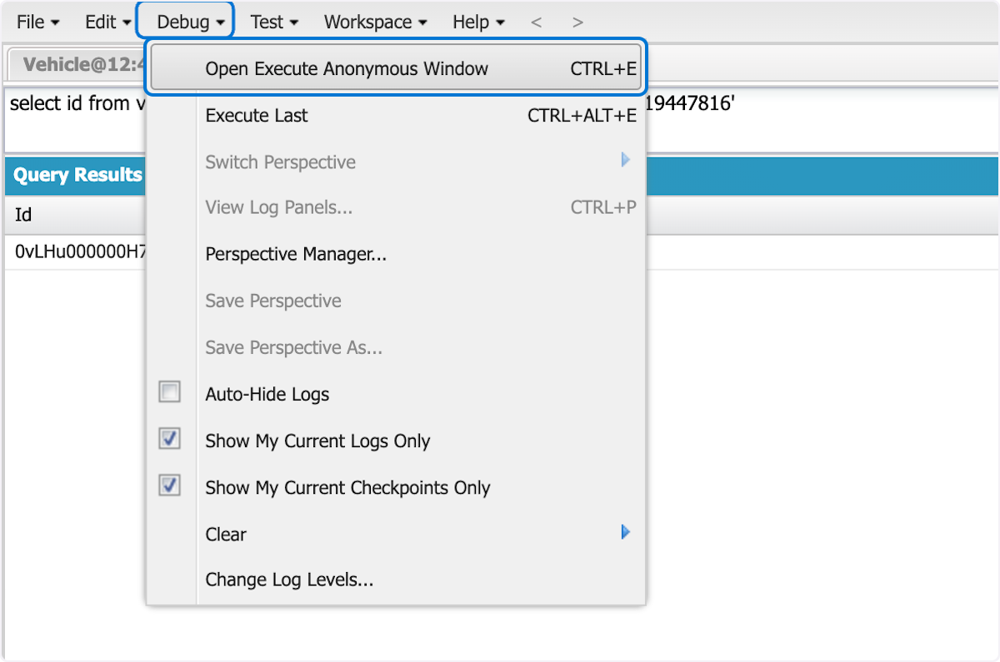 File Edit Debug Test Workspace Help < >
Vehicle@12:4
Open Execute Anonymous Window CTRL+E
select id from v 19447816'
Execute Last CTRL+ALT+E
Switch Perspective
Query Results
View Log Panels... CTRL+P
Id
0vLHu000000H7
Perspective Manager...
Save Perspective
Save Perspective As...
Auto-Hide Logs
Show My Current Logs Only
Show My Current Checkpoints Only
Clear
Change Log Levels...